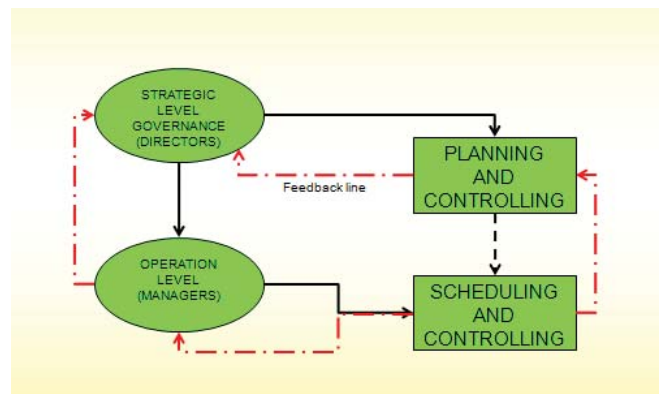 STRATEGIC
LEVEL
GOVERNANCE
(DIRECTORS)
PLANNING
AND
CONTROLLING
Feedback line
OPERATION
LEVEL
(MANAGERS)
SCHEDULING
AND
CONTROLLING